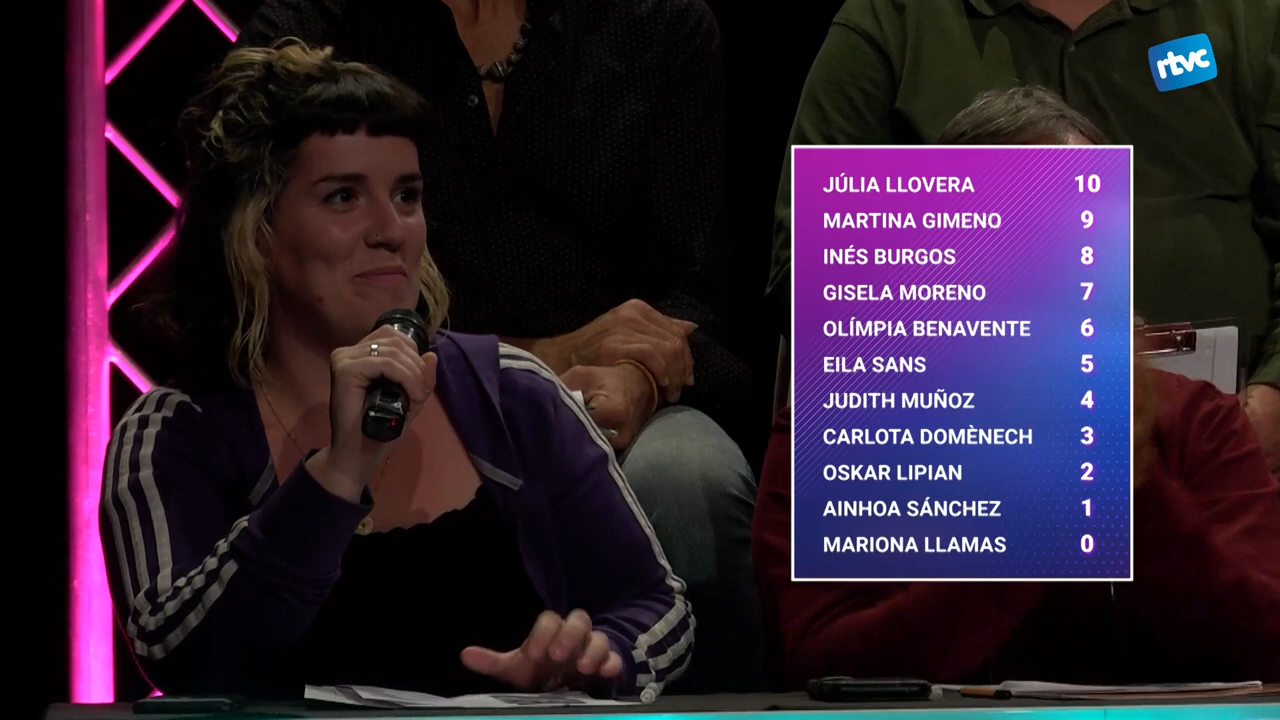 rtvc
JÚLIA LLOVERA 10
MARTINA GIMENO 9
INÉS BURGOS 8
GISELA MORENO 7
OLÍMPIA BENAVENTE 6
EILA SANS 5
JUDITH MUÑOZ 4
CARLOTA DOMÈNECH 3
OSKAR LIPIAN 2
AINHOA SÁNCHEZ 1
MARIONA LLAMAS 0